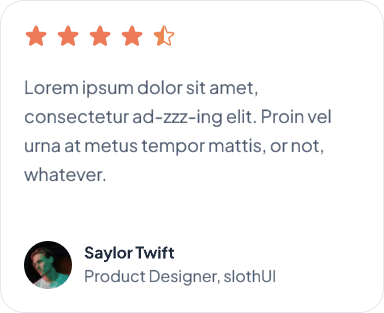 Lorem ipsum dolor sit amet,
consectetur ad-zzz-ing elit. Proin vel
urna at metus tempor mattis, or not,
whatever.
Saylor Twift
Product Designer, slothUI